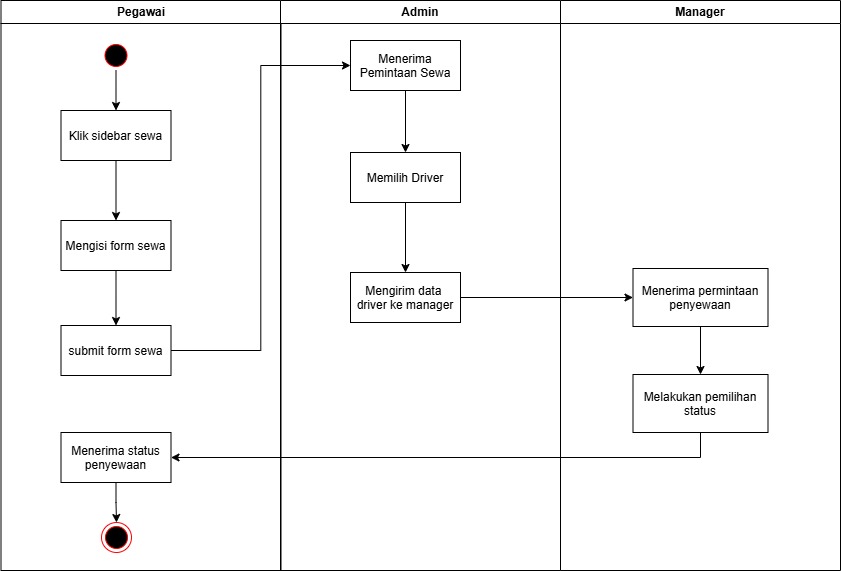 Pegawai
Admin
Manager
Klik sidebar sewa
Mengisi form sewa
submit form sewa
Menerima
Pemintaan Sewa
Memilih Driver
Mengirim data
driver ke manager
Menerima permintaan
penyewaan
Melakukan pemilihan
status
Menerima status
penyewaan